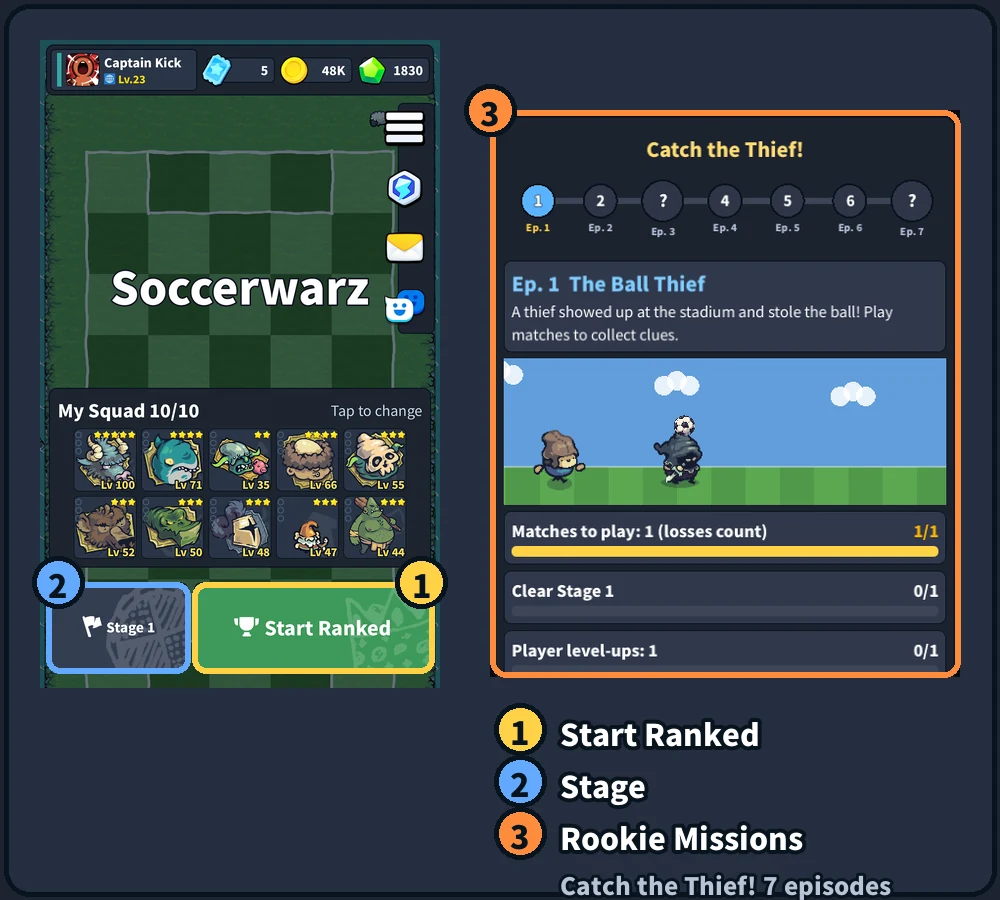 Captain Kick
Lv.23
5
48K
1830
Soccerwarz
My Squad 10/10
Tap to change
Lv 100
Lv 71
Lv 35
Lv 66
Lv 55
Lv 52
Lv 50
Lv 48
Lv 47
Lv 44
2
1
Stage 1
Start Ranked
3
Catch the Thief!
1
2
?
4
5
6
?
Ep. 1
Ep. 2
Ep. 3
Ep. 4
Ep. 5
Ep. 6
Ep. 7
Ep. 1 The Ball Thief
A thief showed up at the stadium and stole the ball! Play
matches to collect clues.
Matches to play: 1 (losses count)
1/1
Clear Stage 1
0/1
Player level-ups: 1
0/1
1 Start Ranked
2 Stage
3 Rookie Missions
Catch the Thief! 7 episodes